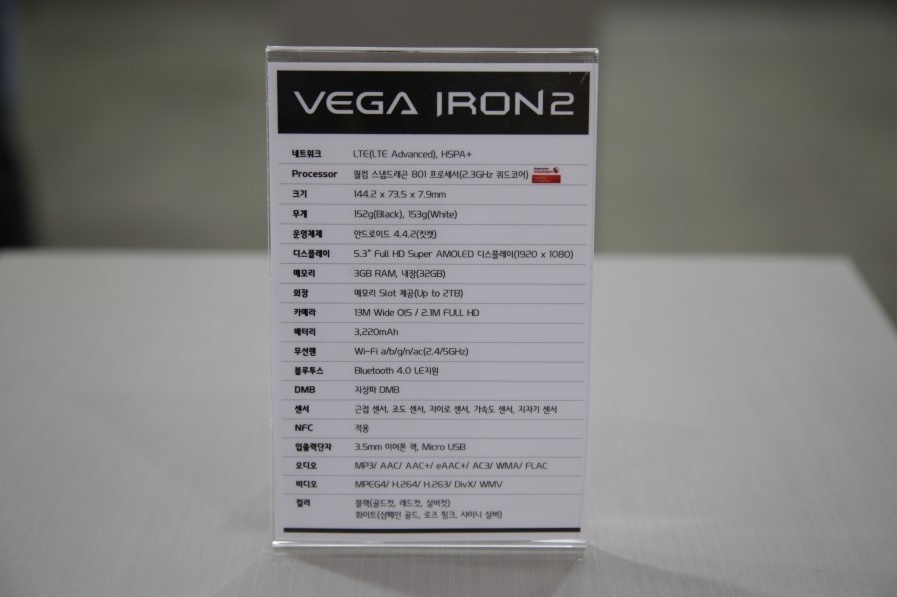 VEGA IRON2
네트워크 LTE(LTE Advanced), HSPA+
Processor 퀄컴 스냅드래곤 801 프로세서(2.3GHz 쿼드코어)
크기 144.2 x 73.5 x 7.9mm
무게 152g(Black), 153g(White)
운영체제 안드로이드 4.4.2(킷캣)
디스플레이 5.3" Full HD Super AMOLED 디스플레이(1920 x 1080)
메모리 3GB RAM, 내장(32GB)
외장 메모리 Slot 제공(Up to 2TB)
카메라 13M Wide OIS / 2.1M FULL HD
배터리 3,220mAh
무선랜 Wi-Fi a/b/g/n/ac(2.4/5GHz)
블루투스 Bluetooth 4.0 LE지원
DMB 지상파 DMB
센서 근접 센서, 조도 센서, 자이로 센서, 가속도 센서, 지자기 센서
NFC 적용
입출력단자 3.5mm 이어폰 잭, Micro USB
오디오 MP3/ AAC/ AAC+/ eAAC+/ AC3/ WMA/ FLAC
비디오 MPEG4/ H.264/ H.263/ DivX/ WMV
컬러 블랙(골드컷, 레드컷, 실버컷)
화이트(샴페인 골드, 로즈 핑크, 샤이니 실버)